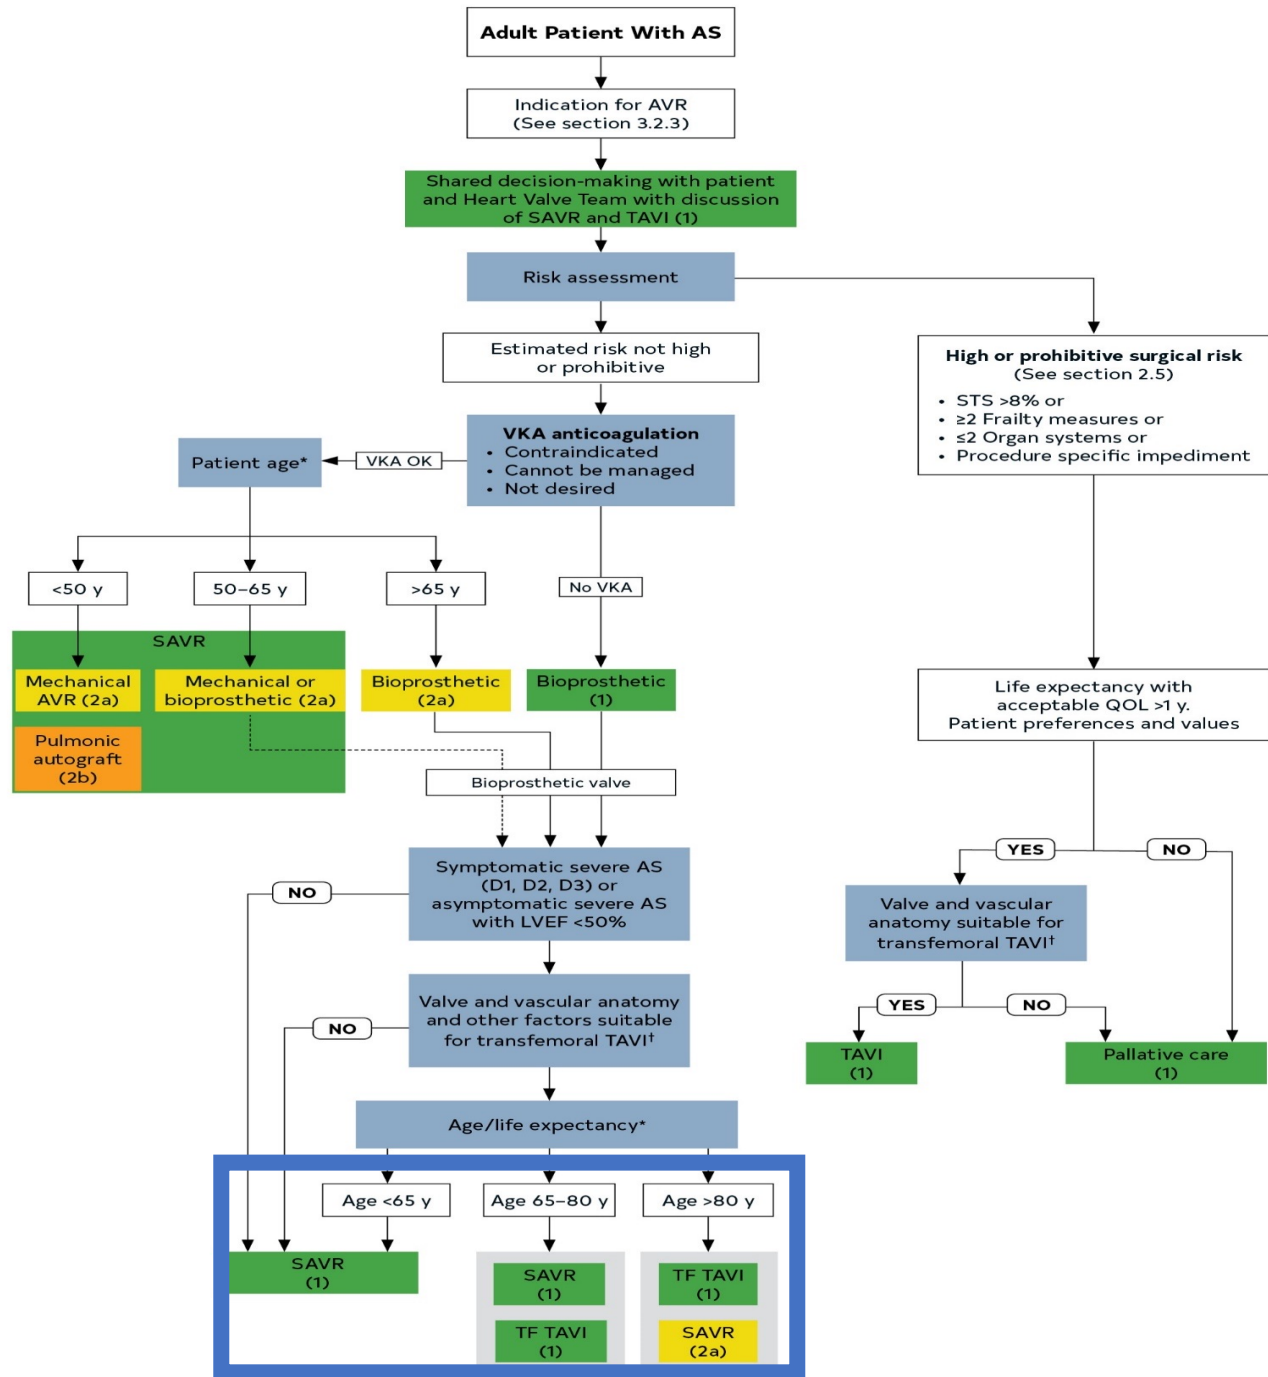 Adult Patient With AS
Indication for AVR
(See section 3.2.3)
Shared decision-making with patient
and Heart Valve Team with discussion
of SAVR and TAVI (1)
Risk assessment
Estimated risk not high
or prohibitive
High or prohibitive surgical risk
(See section 2.5)
• STS >8% or
• ≥2 Frailty measures or
• ≤2 Organ systems or
• Procedure specific impediment
VKA anticoagulation
• Contraindicated
• Cannot be managed
• Not desired
VKA OK
Patient age*
<50 y
50–65 y
>65 y
No VKA
SAVR
Mechanical
AVR (2a)
Mechanical or
bioprosthetic (2a)
Bioprosthetic
(2a)
Bioprosthetic
(1)
Pulmonic
autograft
(2b)
Life expectancy with
acceptable QOL >1 y.
Patient preferences and values
Bioprosthetic valve
YES
NO
Symptomatic severe AS
(D1, D2, D3) or
asymptomatic severe AS
with LVEF <50%
NO
Valve and vascular
anatomy suitable for
transfemoral TAVI†
Valve and vascular anatomy
and other factors suitable
for transfemoral TAVI†
NO
YES
NO
TAVI
(1)
Pallative care
(1)
Age/life expectancy*
Age <65 y
Age 65–80 y
Age >80 y
SAVR
(1)
SAVR
(1)
TF TAVI
(1)
TF TAVI
(1)
SAVR
(2a)